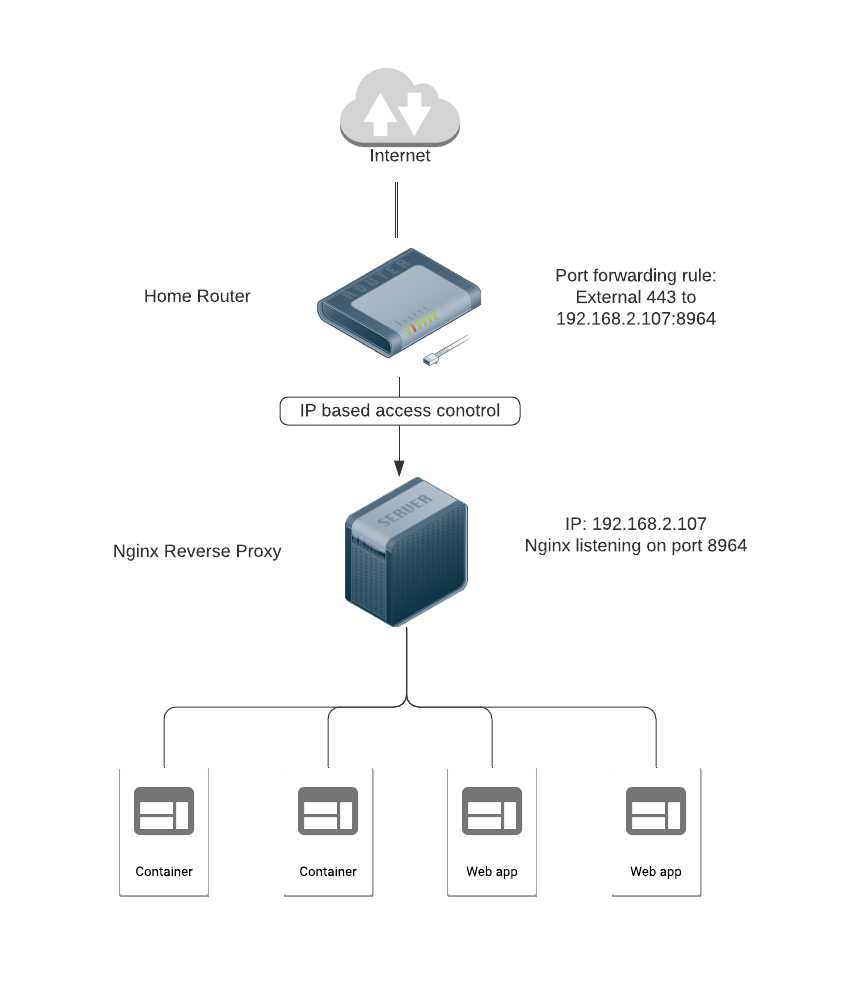 Internet
ROUTER
Home Router
Port forwarding rule:
External 443 to
192.168.2.107:8964
IP based access conotrol
SERVER
Nginx Reverse Proxy
IP: 192.168.2.107
Nginx listening on port 8964
Container
Container
Web app
Web app